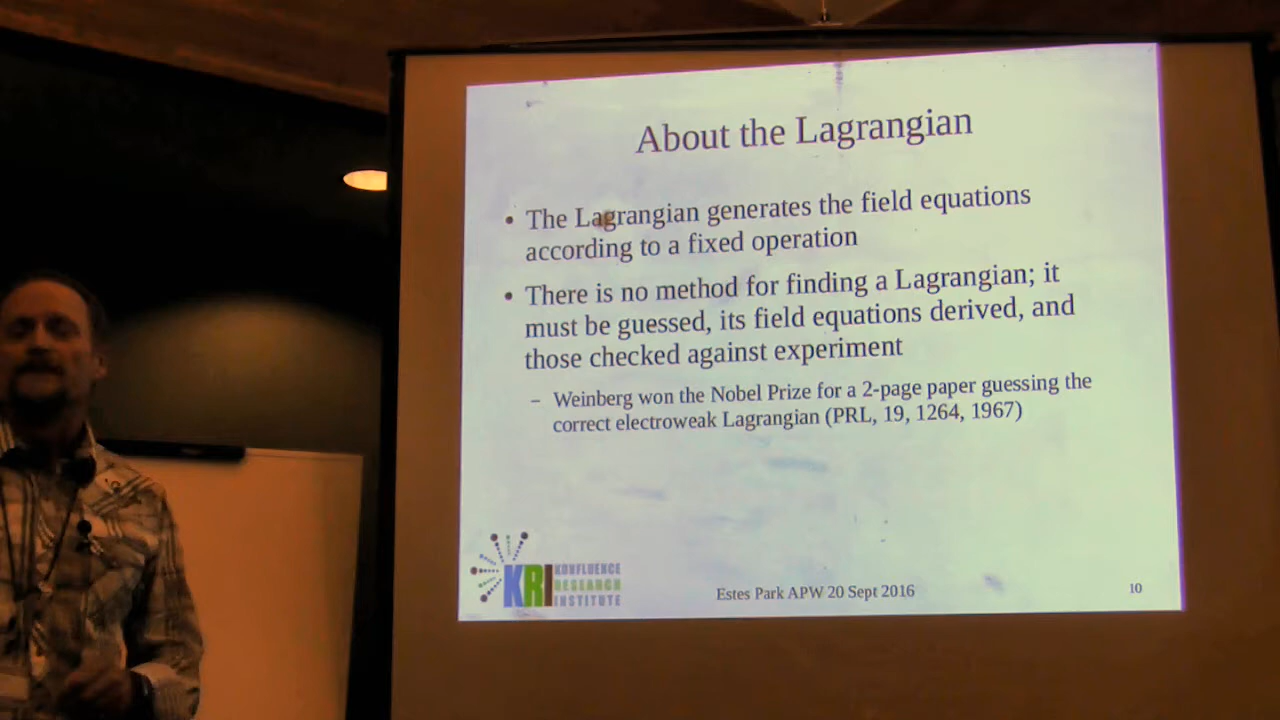 About the Lagrangian
• The Lagrangian generates the field equations
according to a fixed operation
• There is no method for finding a Lagrangian; it
must be guessed, its field equations derived, and
those checked against experiment
– Weinberg won the Nobel Prize for a 2-page paper guessing the
correct electroweak Lagrangian (PRL, 19, 1264, 1967)
KRI
KONFLUENCE
RESEARCH
INSTITUTE
Estes Park APW 20 Sept 2016
10